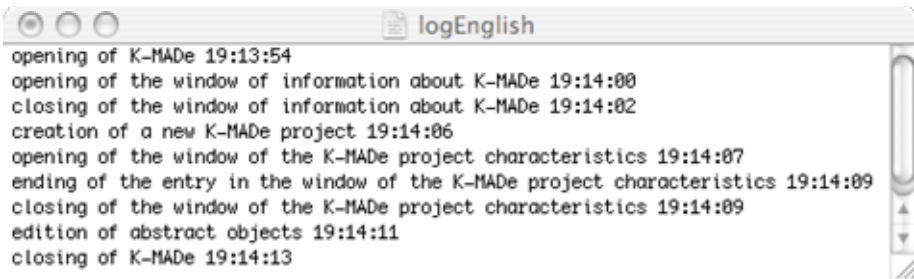 logEnglish
opening of K-MADe 19:13:54
opening of the window of information about K-MADe 19:14:00
closing of the window of information about K-MADe 19:14:02
creation of a new K-MADe project 19:14:06
opening of the window of the K-MADe project characteristics 19:14:07
ending of the entry in the window of the K-MADe project characteristics 19:14:09
closing of the window of the K-MADe project characteristics 19:14:09
edition of abstract objects 19:14:11
closing of K-MADe 19:14:13